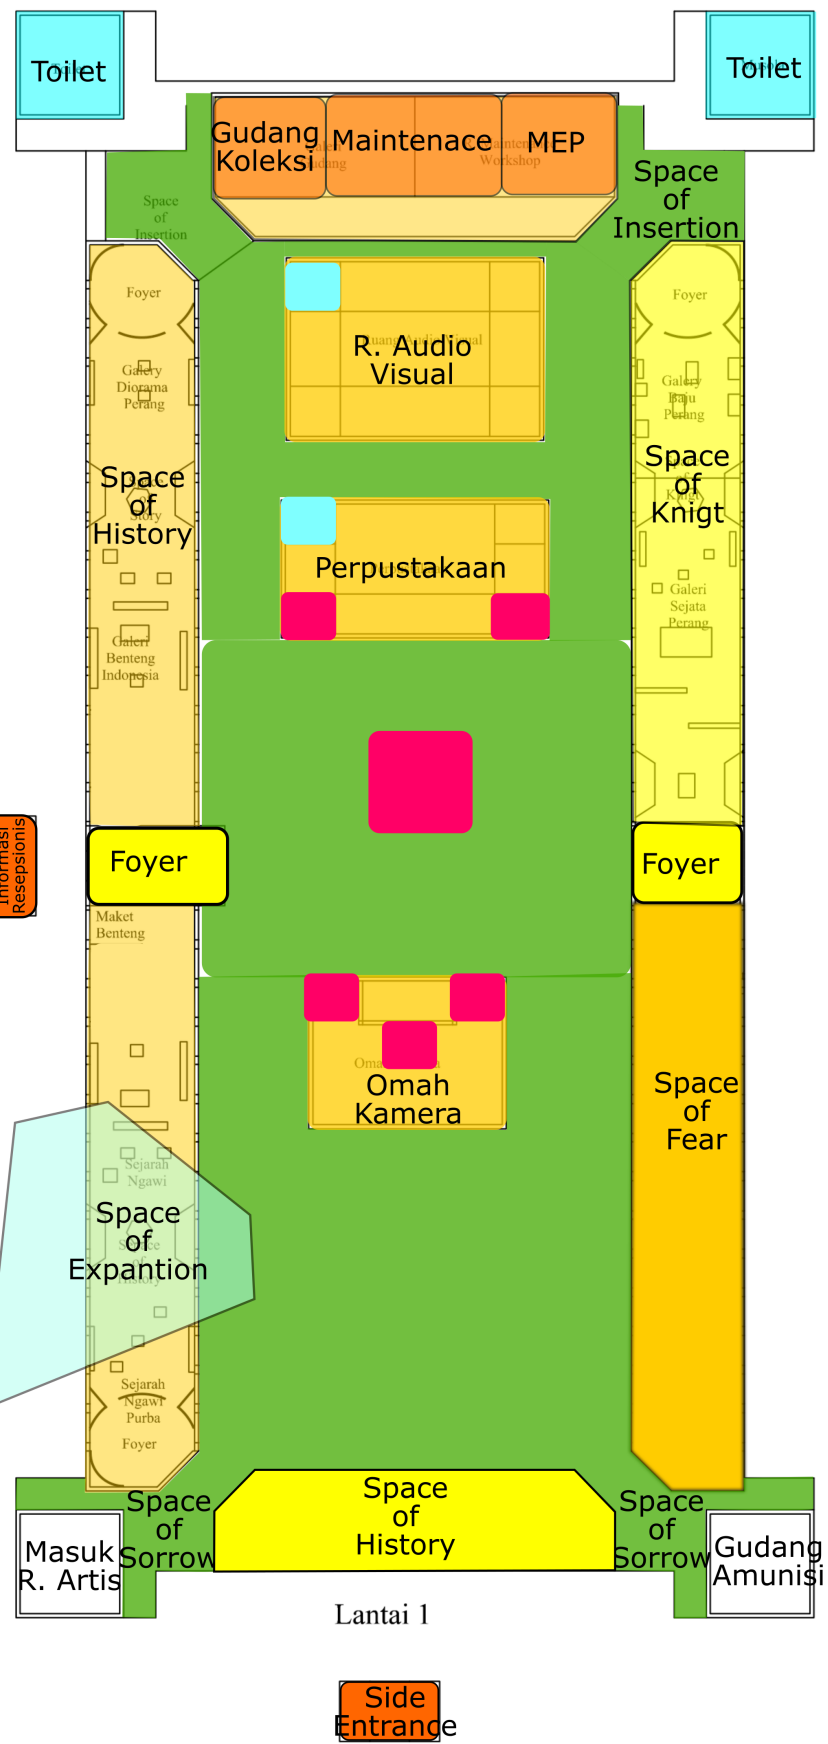 Toilet
Toilet
Gudang
Koleksi
Maintenace
MEP
Workshop
Space
of
Insertion
Space
of
Insertion
Foyer
Foyer
R. Audio
Visual
Galery
Diorama
Perang
Galery
Baju
Perang
Space
of
History
Space
of
Knigt
Perpustakaan
Galeri
Sejata
Perang
Galeri
Benteng
Indonesia
Informasi
Resepsionis
Foyer
Foyer
Maket
Benteng
Omah
Kamera
Space
of
Fear
Sejarah
Ngawi
Space
of
Expantion
Sejarah
Ngawi
Purba
Foyer
Space
of
Sorrow
Space
of
History
Space
of
Sorrow
Masuk
R. Artis
Gudang
Amunisi
Lantai 1
Side
Entrance